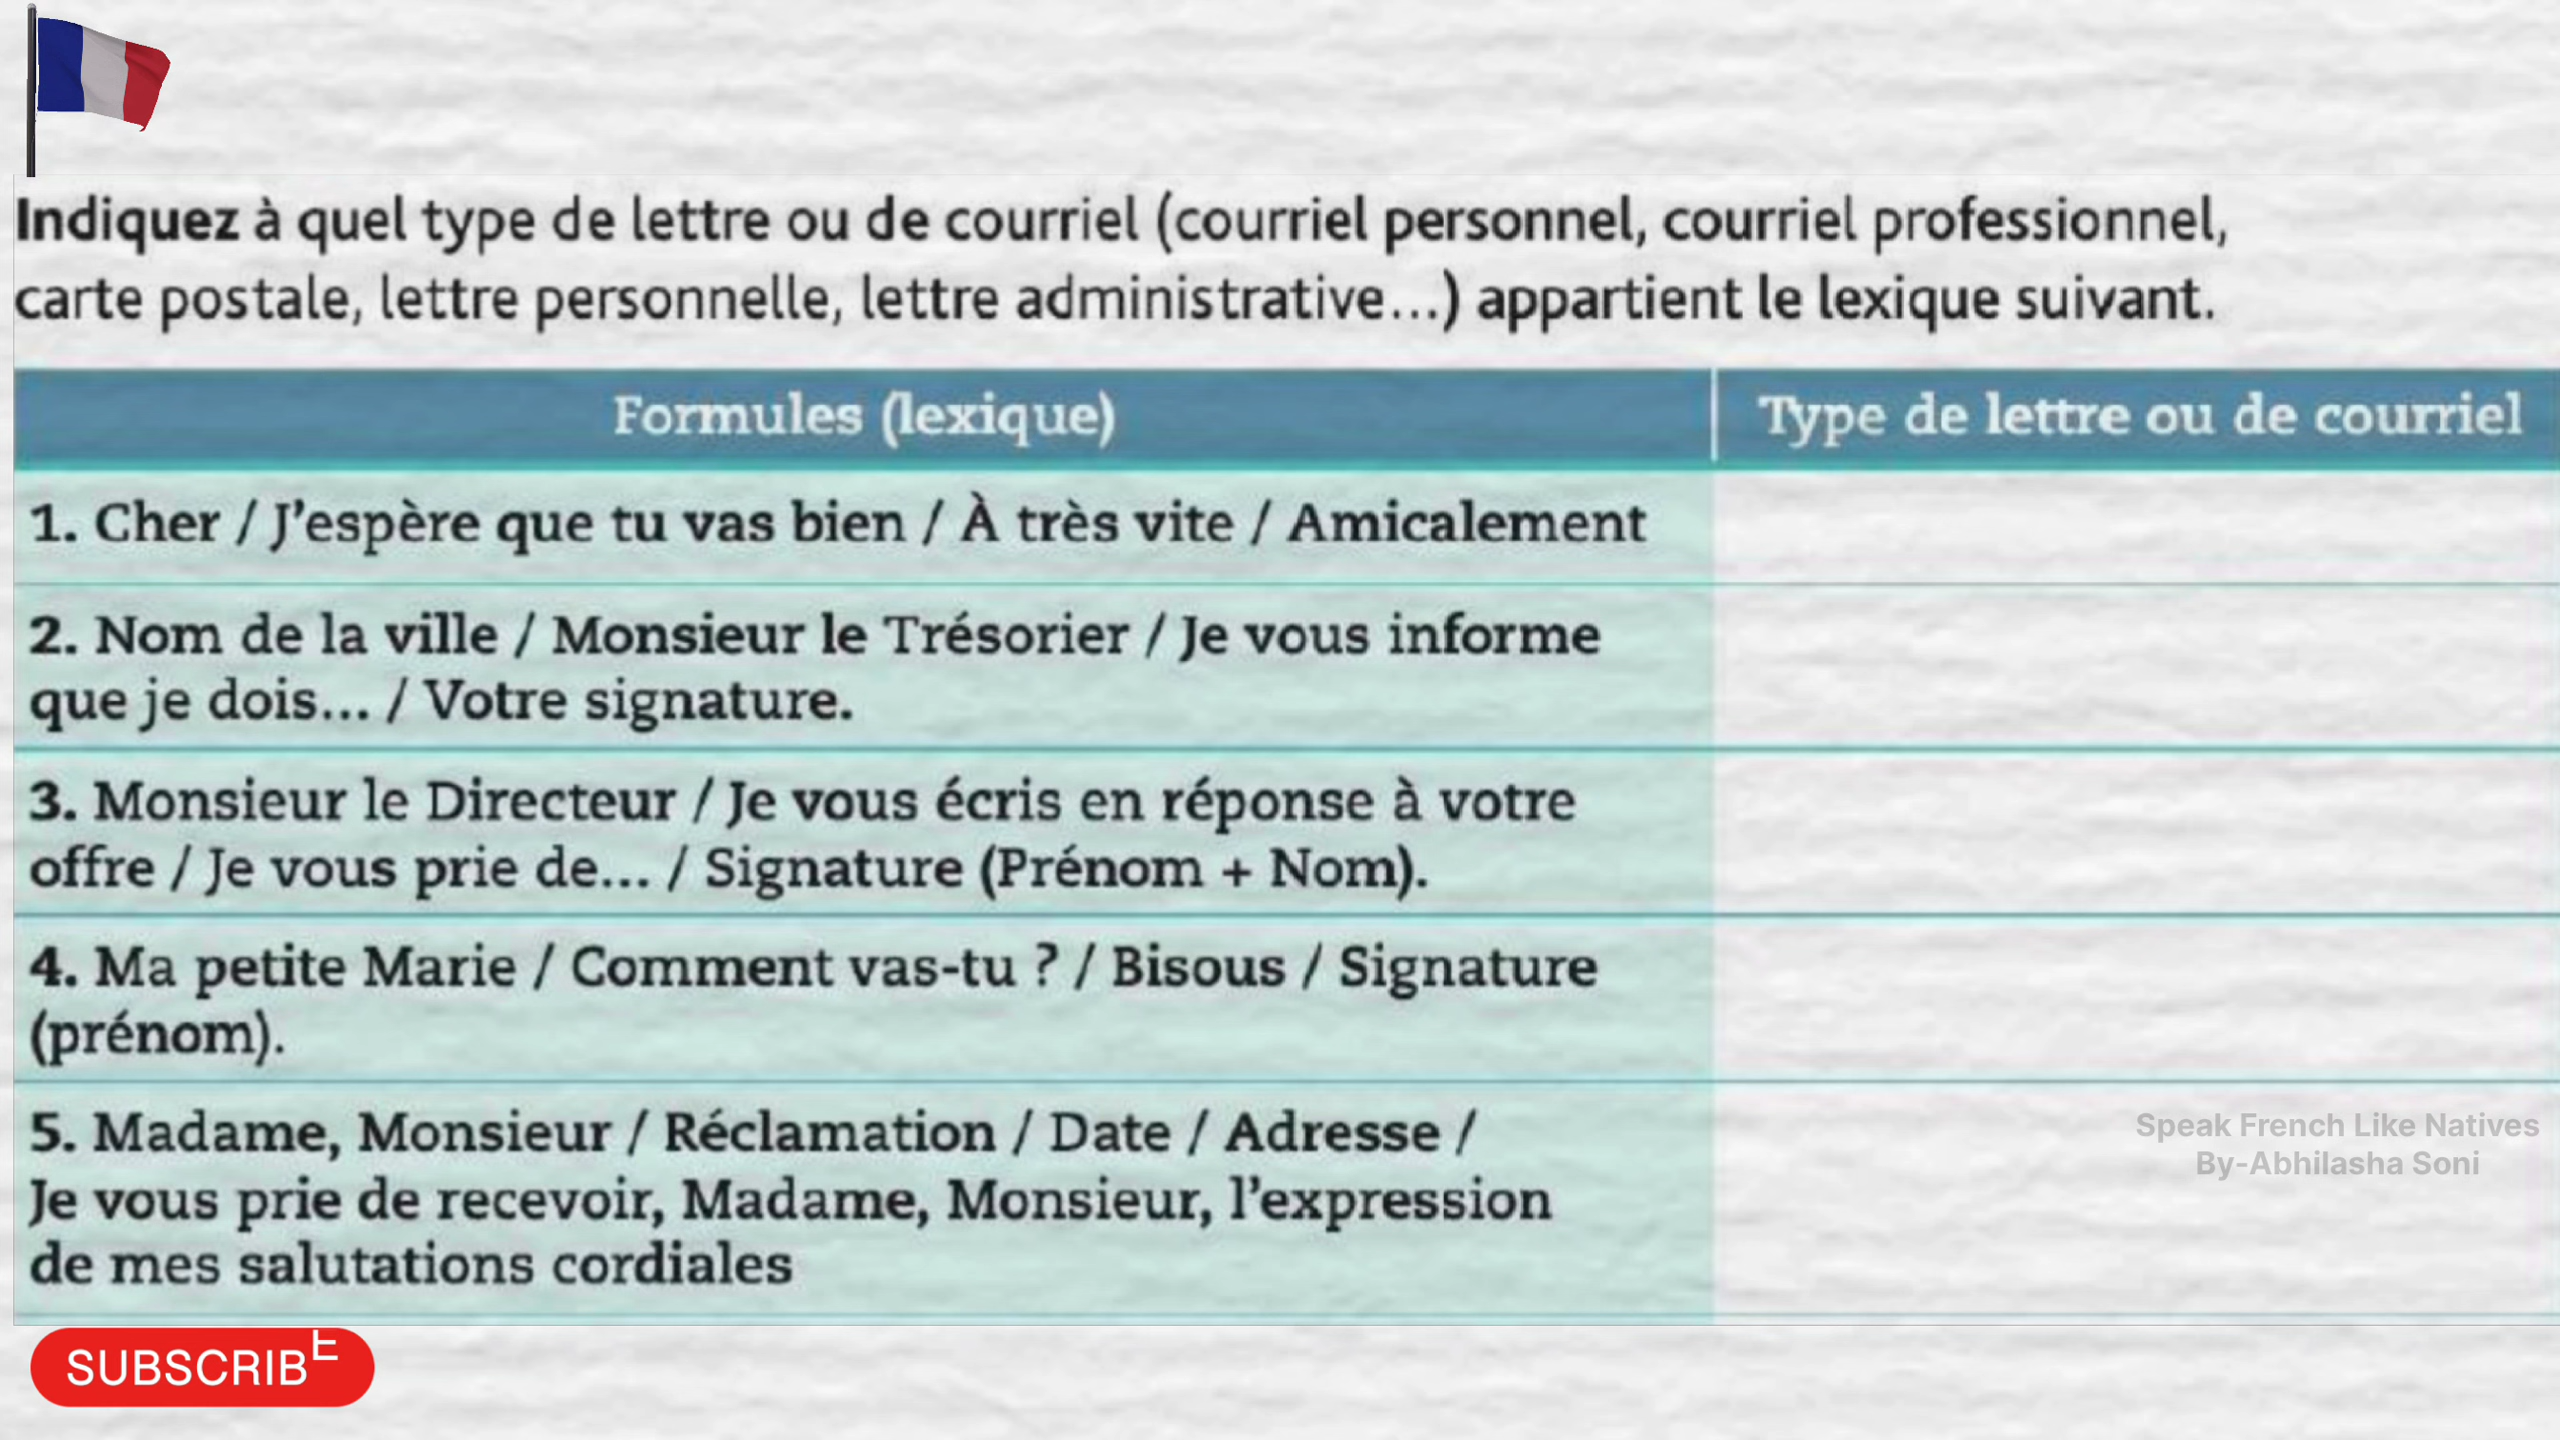 Indiquez à quel type de lettre ou de courriel (courriel personnel, courriel professionnel,
carte postale, lettre personnelle, lettre administrative...) appartient le lexique suivant.
Formules (lexique)
Type de lettre ou de courriel
1. Cher / J'espère que tu vas bien / À très vite / Amicalement
2. Nom de la ville / Monsieur le Trésorier / Je vous informe
que je dois... / Votre signature.
3. Monsieur le Directeur / Je vous écris en réponse à votre
offre / Je vous prie de... / Signature (Prénom + Nom).
4. Ma petite Marie / Comment vas-tu ? / Bisous / Signature
(prénom).
5. Madame, Monsieur / Réclamation / Date / Adresse /
Je vous prie de recevoir, Madame, Monsieur, l'expression
de mes salutations cordiales
Speak French Like Natives
By-Abhilasha Soni
SUBSCRIBE